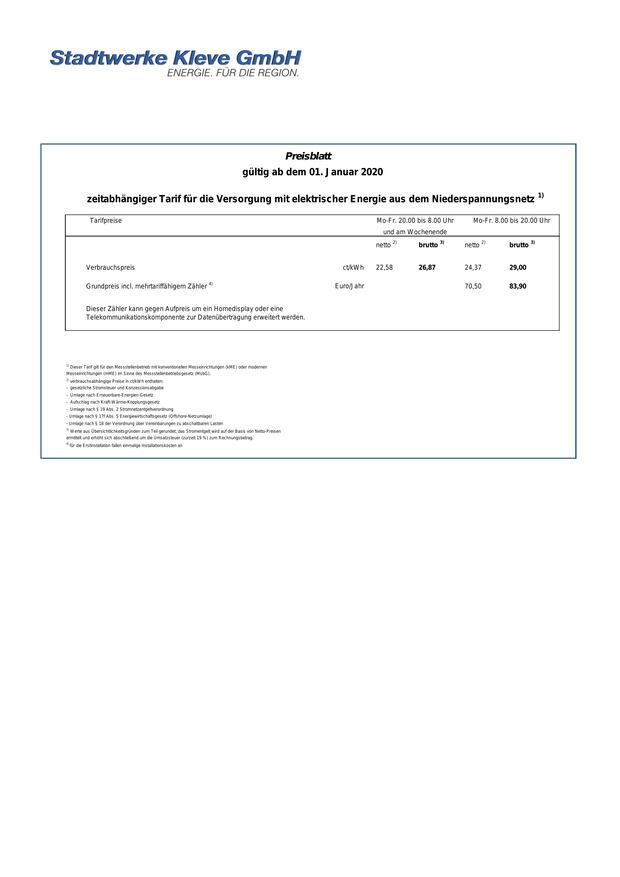 Stadtwerke Kleve GmbH
ENERGIE. FÜR DIE REGION.
Preisblatt
gültig ab dem 01. Januar 2020
zeitabhängiger Tarif für die Versorgung mit elektrischer Energie aus dem Niederspannungsnetz 1)
Tarifpreise Mo-Fr. 20.00 bis 8.00 Uhr Mo-Fr. 8.00 bis 20.00 Uhr
und am Wochenende
netto 2) brutto 3) netto 2) brutto 3)
Verbrauchspreis ct/kWh 22,58 26,87 24,37 29,00
Grundpreis incl. mehrtariffähigem Zähler 4) Euro/Jahr 70,50 83,90
Dieser Zähler kann gegen Aufpreis um ein Homedisplay oder eine
Telekommunikationskomponente zur Datenübertragung erweitert werden.
1) Dieser Tarif gilt für den Messstellenbetrieb mit konventionellen Messeinrichtungen (kME) oder modernen
Messeinrichtungen (mME) im Sinne des Messstellenbetriebsgesetz (MsbG).
2) verbrauchsabhängige Preise in ct/kWh enthalten:
- gesetzliche Stromsteuer und Konzessionsabgabe
- Umlage nach Erneuerbare-Energien-Gesetz
- Aufschlag nach Kraft-Wärme-Kopplungsgesetz
- Umlage nach § 19 Abs. 2 Stromnetzentgeltverordnung
- Umlage nach § 17f Abs. 5 Energiewirtschaftsgesetz (Offshore-Netzumlage)
- Umlage nach § 18 der Verordnung über Vereinbarungen zu abschaltbaren Lasten
3) Werte aus Übersichtlichkeitsgründen zum Teil gerundet; das Stromentgelt wird auf der Basis von Netto-Preisen
ermittelt und erhöht sich abschließend um die Umsatzsteuer (zurzeit 19 %) zum Rechnungsbetrag.
4) für die Erstinstallation fallen einmalige Installationskosten an